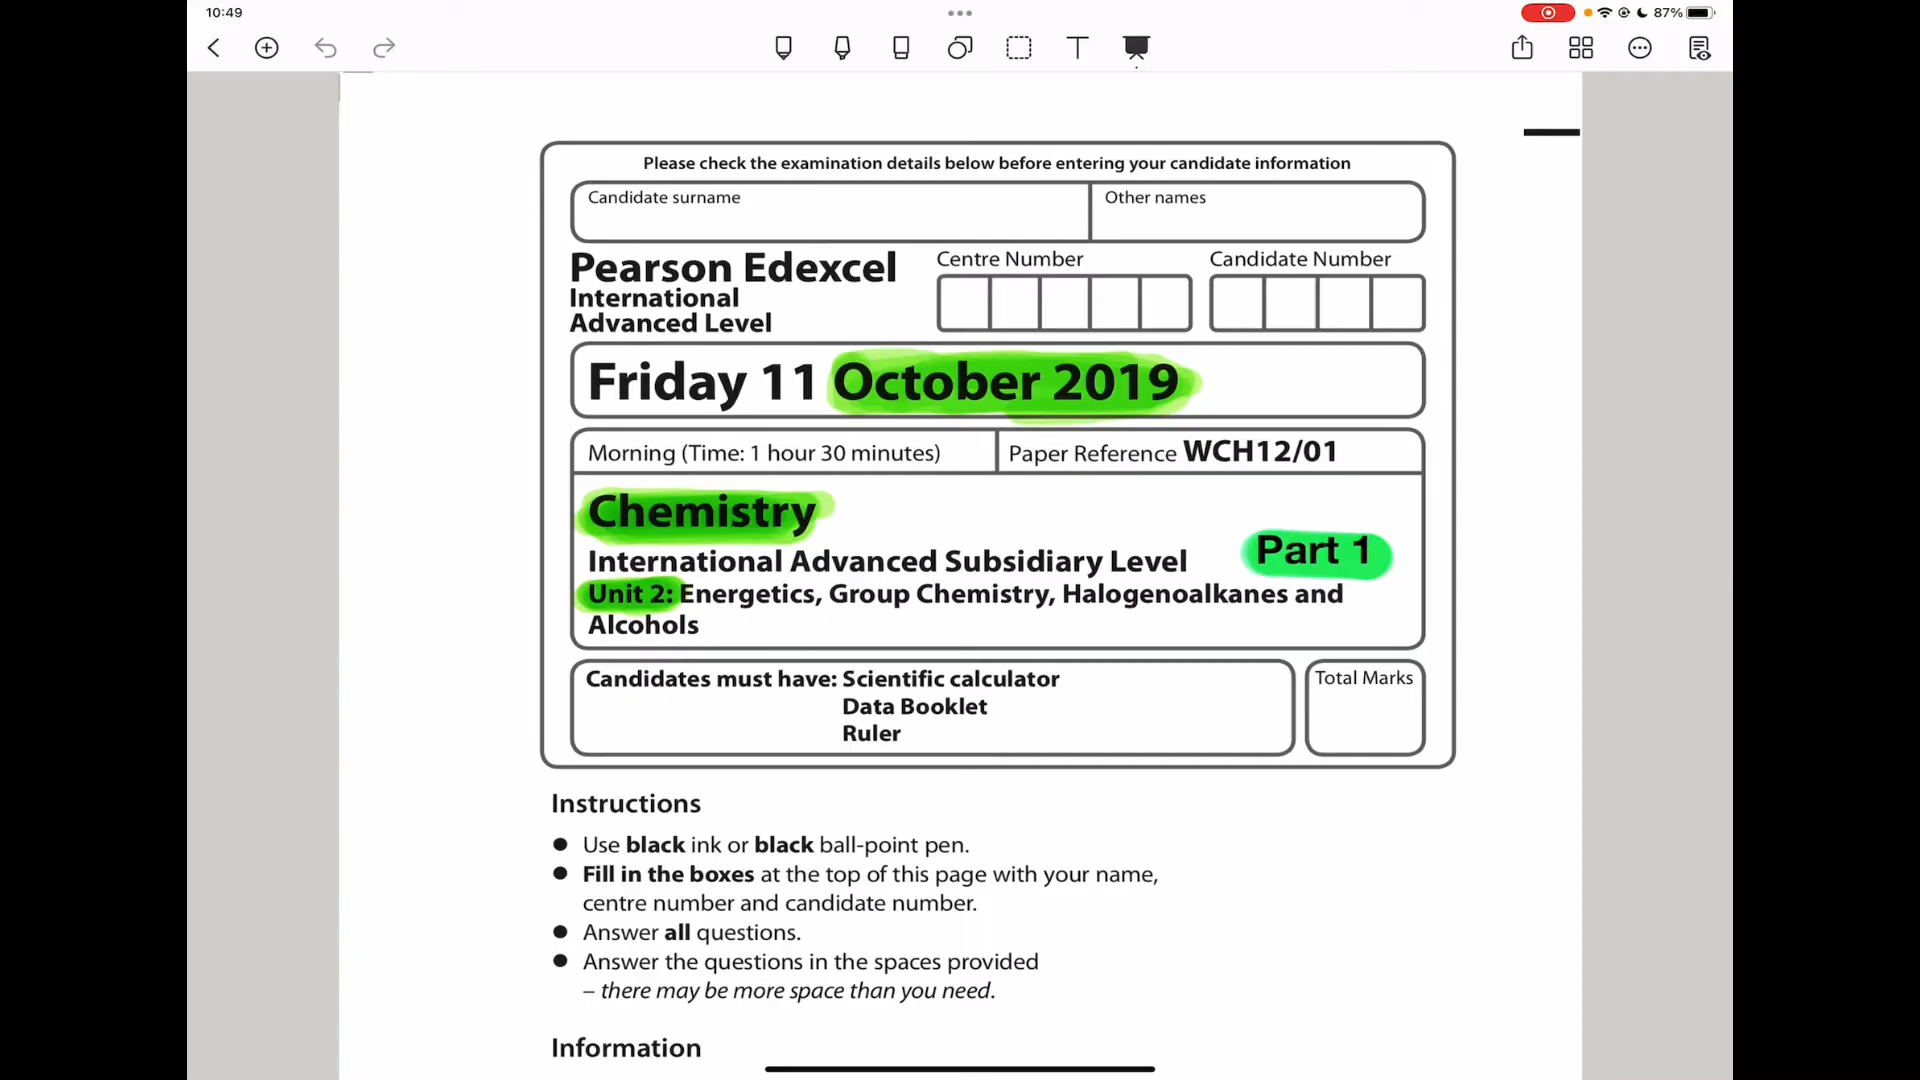 10:49
87%
Please check the examination details below before entering your candidate information
Candidate surname
Other names
Pearson Edexcel
International
Advanced Level
Centre Number
Candidate Number
Friday 11 October 2019
Morning (Time: 1 hour 30 minutes)
Paper Reference WCH12/01
Chemistry
International Advanced Subsidiary Level
Part 1
Unit 2: Energetics, Group Chemistry, Halogenoalkanes and
Alcohols
Candidates must have: Scientific calculator
Data Booklet
Ruler
Total Marks
Instructions
● Use black ink or black ball-point pen.
● Fill in the boxes at the top of this page with your name,
centre number and candidate number.
● Answer all questions.
● Answer the questions in the spaces provided
– there may be more space than you need.
Information